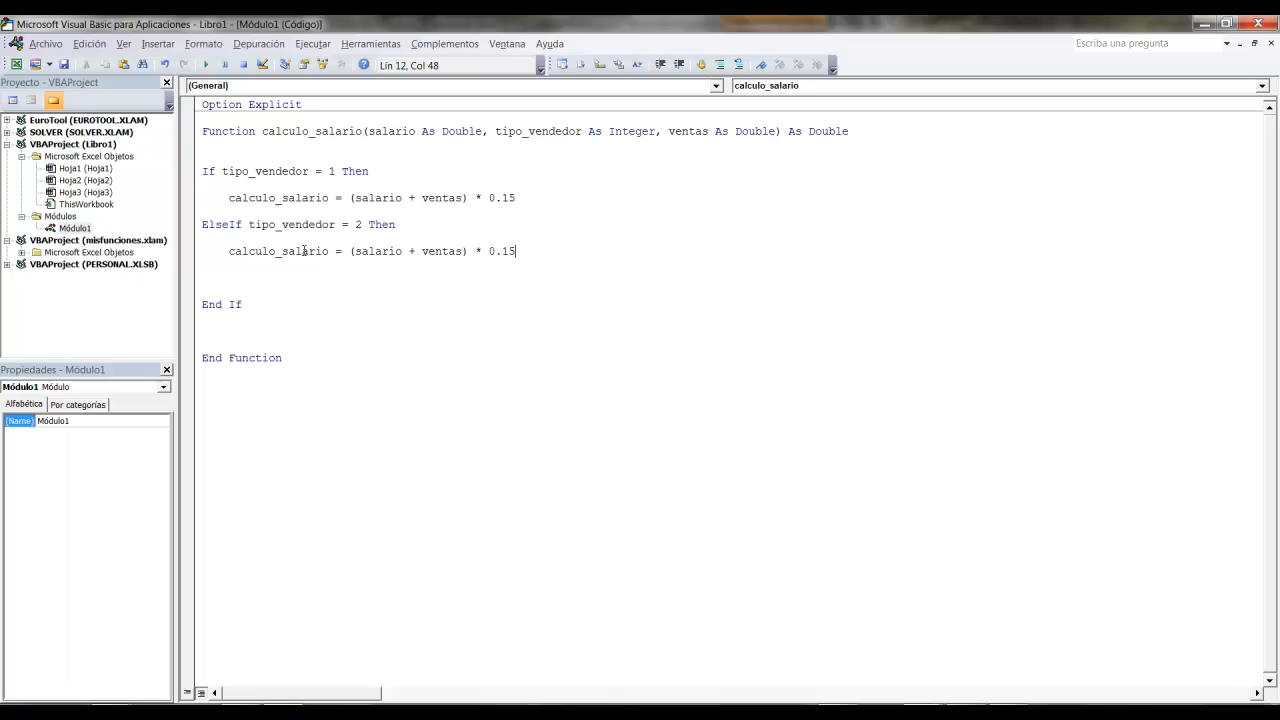 Microsoft Visual Basic para Aplicaciones - Libro1 - [Módulo1 (Código)]
Archivo Edición Ver Insertar Formato Depuración Ejecutar Herramientas Complementos Ventana Ayuda
Escriba una pregunta
Lín 12, Col 48
Proyecto - VBAProject
EuroTool (EUROTOOL.XLAM)
SOLVER (SOLVER.XLAM)
VBAProject (Libro1)
Microsoft Excel Objetos
Hoja1 (Hoja1)
Hoja2 (Hoja2)
Hoja3 (Hoja3)
ThisWorkbook
Módulos
Módulo1
VBAProject (misfunciones.xlam)
Microsoft Excel Objetos
VBAProject (PERSONAL.XLSB)
Propiedades - Módulo1
Módulo1 Módulo
Alfabética Por categorías
(Name) Módulo1
(General) calculo_salario
Option Explicit
Function calculo_salario(salario As Double, tipo_vendedor As Integer, ventas As Double) As Double
If tipo_vendedor = 1 Then
calculo_salario = (salario + ventas) * 0.15
ElseIf tipo_vendedor = 2 Then
calculo_salario = (salario + ventas) * 0.15
End If
End Function